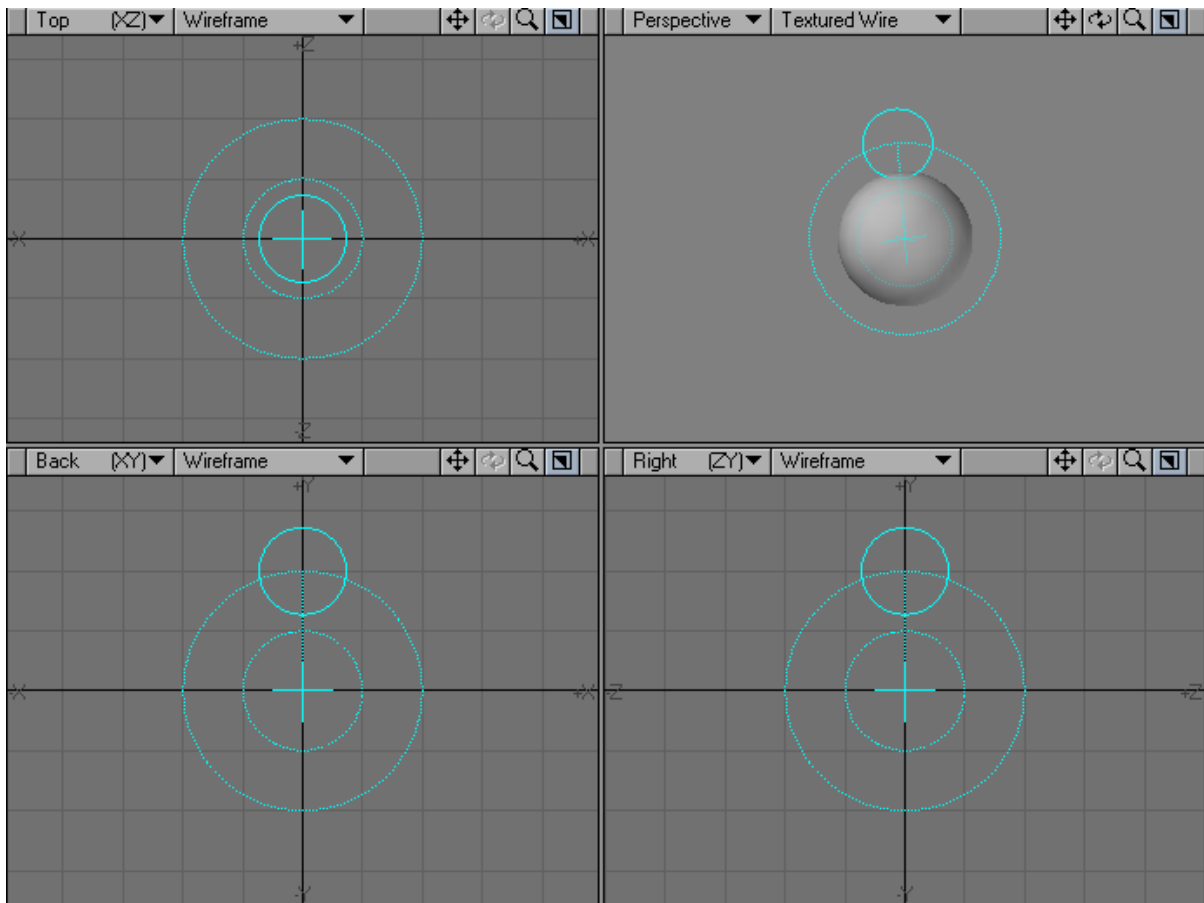 Top (XZ) Wireframe
Perspective Textured Wire
+Z
-X +X
-Z
Back (XY) Wireframe
Right (ZY) Wireframe
+Y +Y
-X +X -Z +Z
-Y -Y